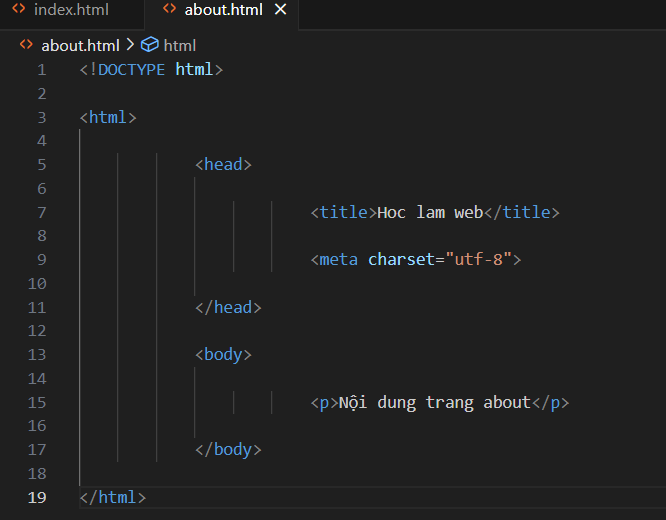 index.html about.html
about.html > html
1 <!DOCTYPE html>
2
3 <html>
4
5 <head>
6
7 <title>Hoc lam web</title>
8
9 <meta charset="utf-8">
10
11 </head>
12
13 <body>
14
15 <p>Nội dung trang about</p>
16
17 </body>
18
19 </html>